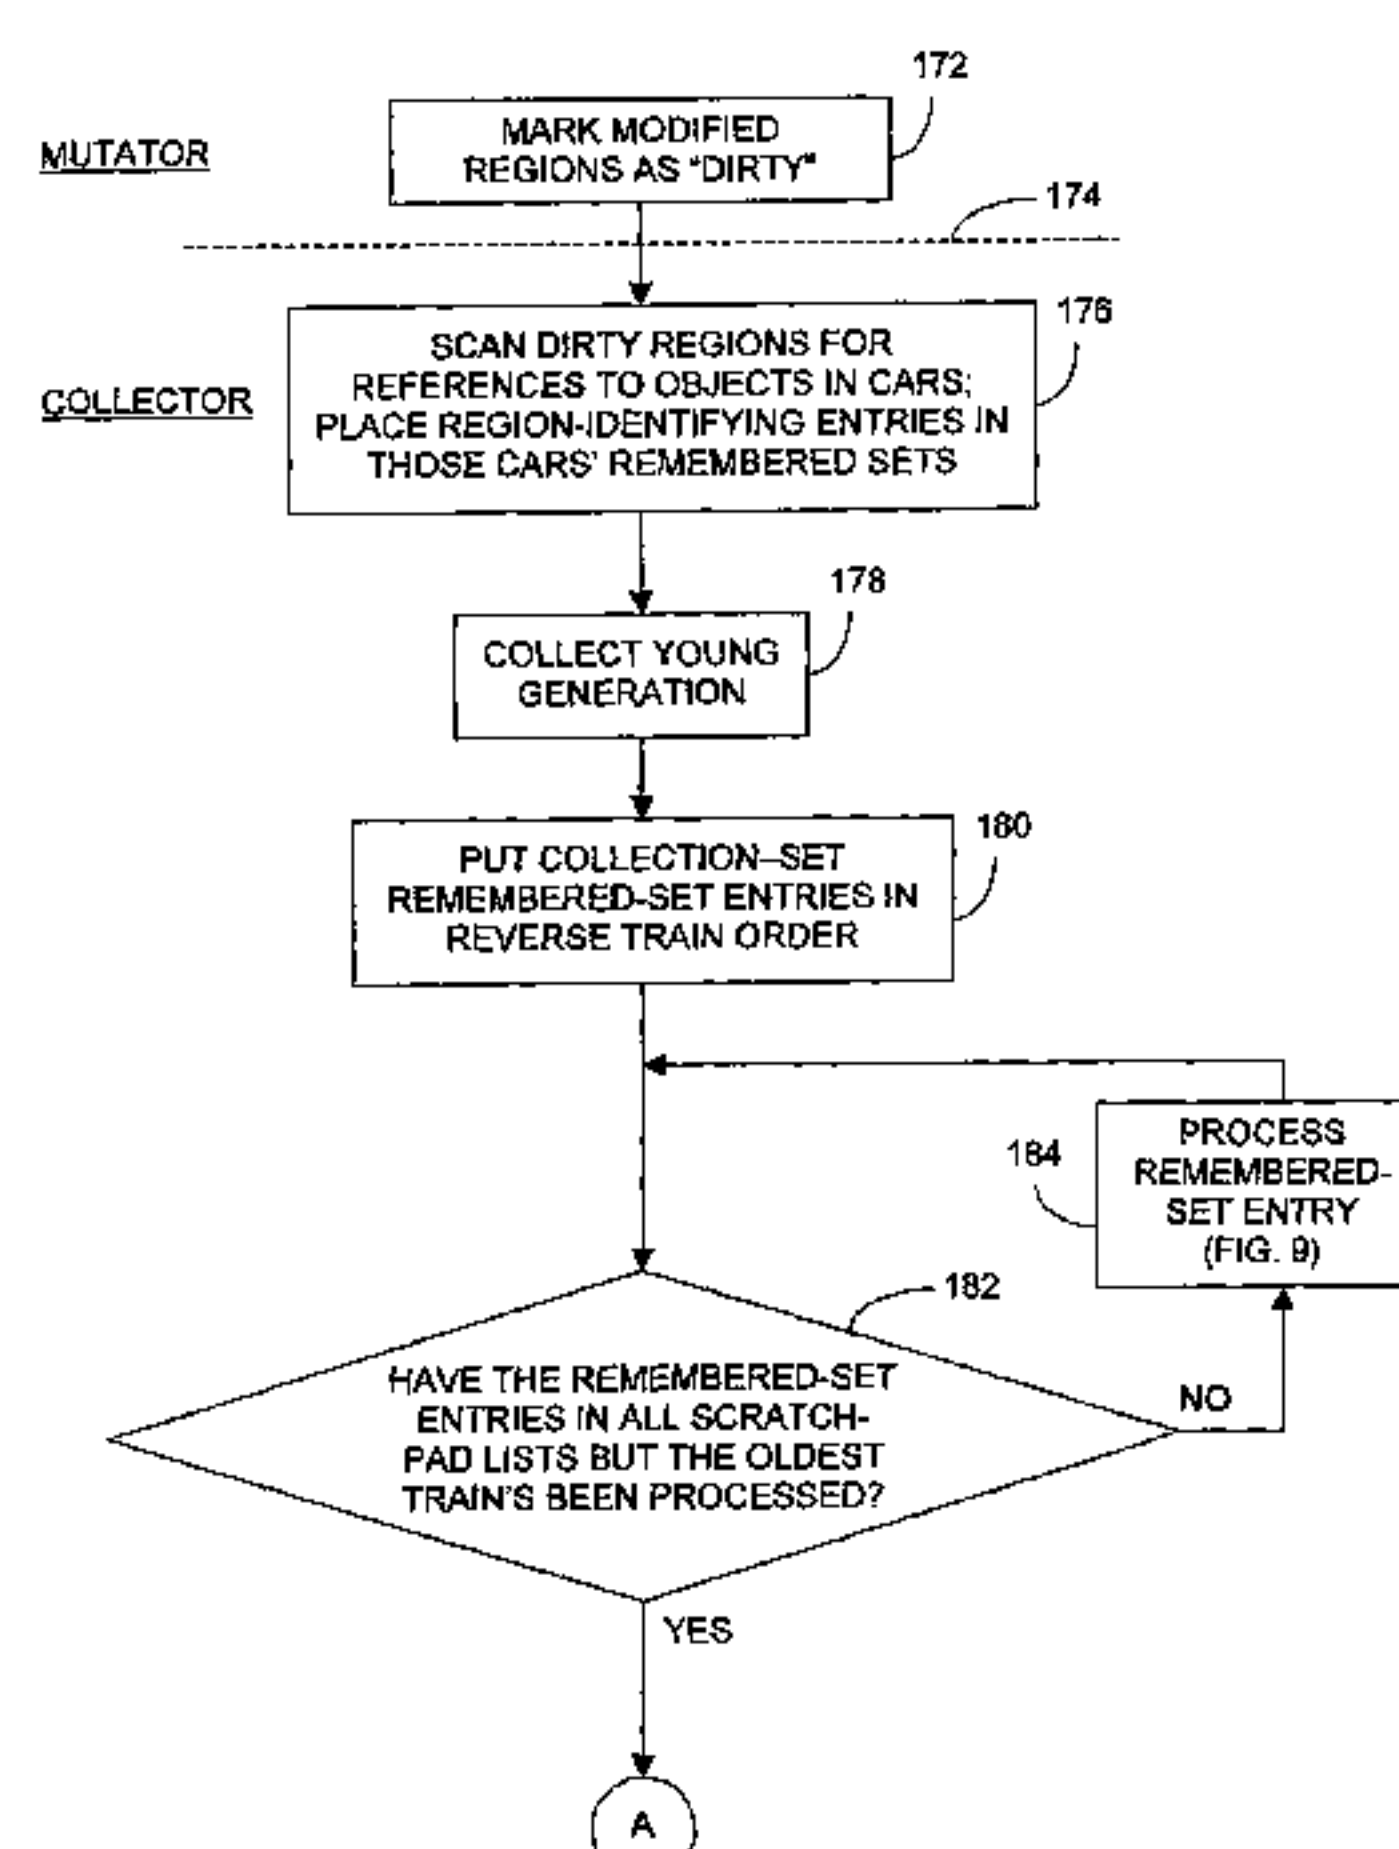 172
MUTATOR
MARK MODIFIED
REGIONS AS "DIRTY"
174
176
COLLECTOR
SCAN DIRTY REGIONS FOR
REFERENCES TO OBJECTS IN CARS;
PLACE REGION-IDENTIFYING ENTRIES IN
THOSE CARS' REMEMBERED SETS
178
COLLECT YOUNG
GENERATION
180
PUT COLLECTION–SET
REMEMBERED-SET ENTRIES IN
REVERSE TRAIN ORDER
184
PROCESS
REMEMBERED-
SET ENTRY
(FIG. 9)
182
HAVE THE REMEMBERED-SET
ENTRIES IN ALL SCRATCH-
PAD LISTS BUT THE OLDEST
TRAIN'S BEEN PROCESSED?
NO
YES
A